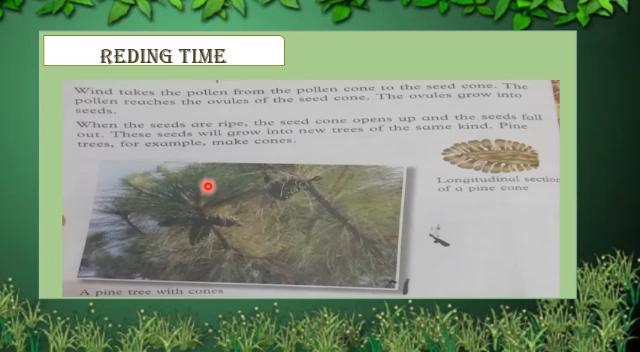 REDING TIME
Wind takes the pollen from the pollen cone to the seed cone. The
pollen reaches the ovules of the seed cone. The ovules grow into
seeds.
When the seeds are ripe, the seed cone opens up and the seeds fall
out. These seeds will grow into new trees of the same kind. Pine
trees, for example, make cones.
Longitudinal section
of a pine cone
A pine tree with cones